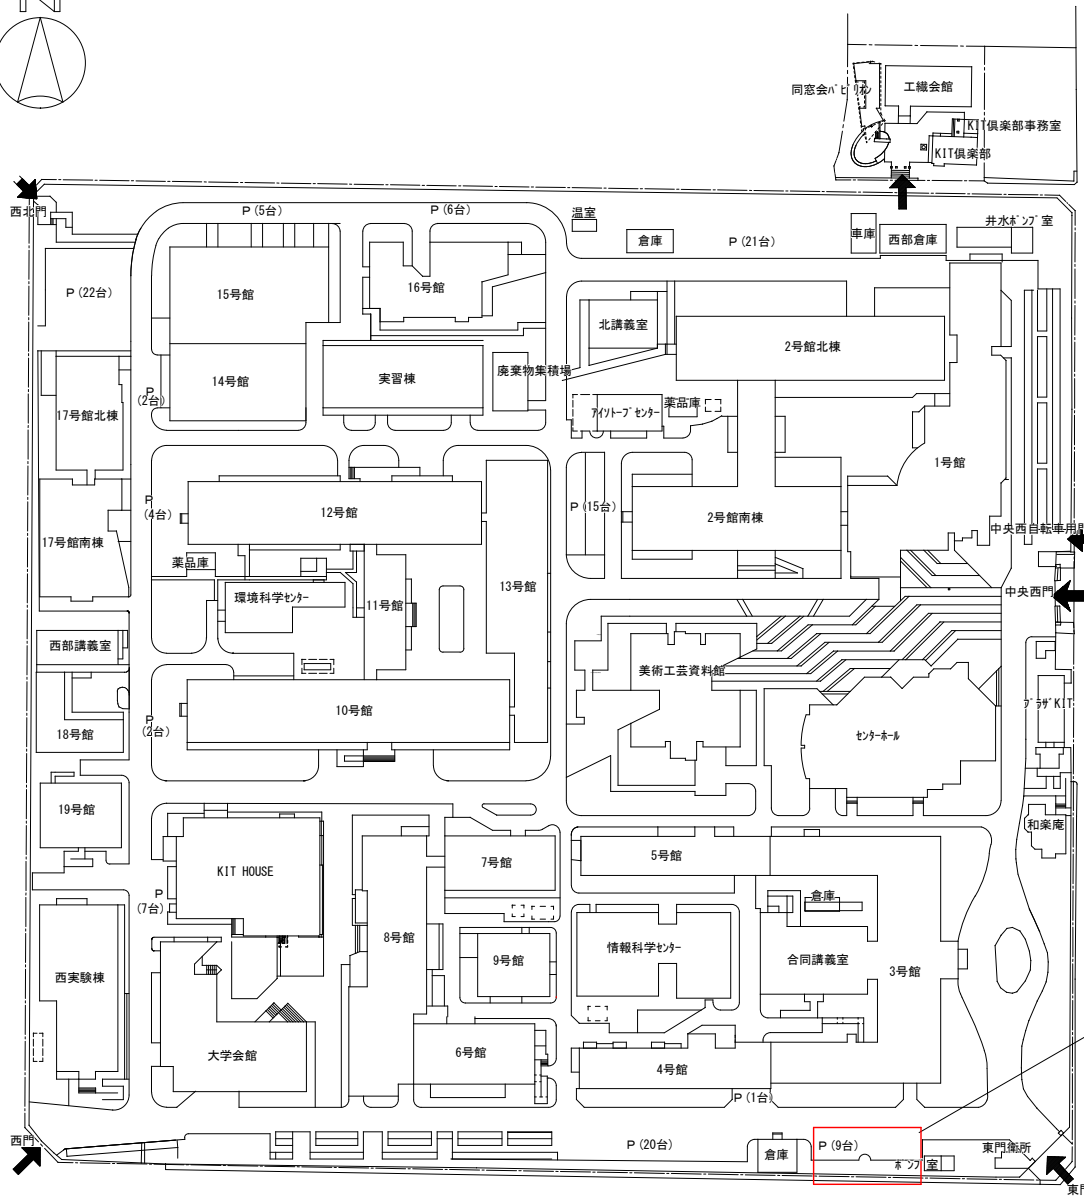 N
同窓会パビリオン
工繊会館
KIT倶楽部事務室
KIT倶楽部
西北門
P (5台)
P (6台)
温室
倉庫
P (21台)
車庫
西部倉庫
井水ポンプ室
P (22台)
15号館
16号館
北講義室
2号館北棟
14号館
実習棟
廃棄物集積場
P
(2台)
17号館北棟
アイソトープセンター
薬品庫
1号館
P
(4台)
12号館
P (15台)
2号館南棟
中央西自転車用門
17号館南棟
薬品庫
環境科学センター
11号館
13号館
中央西門
西部講義室
美術工芸資料館
プラザKIT
10号館
P
(2台)
18号館
センターホール
19号館
和楽庵
7号館
5号館
KIT HOUSE
P
(7台)
倉庫
8号館
情報科学センター
合同講義室
9号館
3号館
西実験棟
大学会館
6号館
4号館
P (1台)
西門
P (20台)
倉庫
P (9台)
ポンプ室
東門衛所
東門